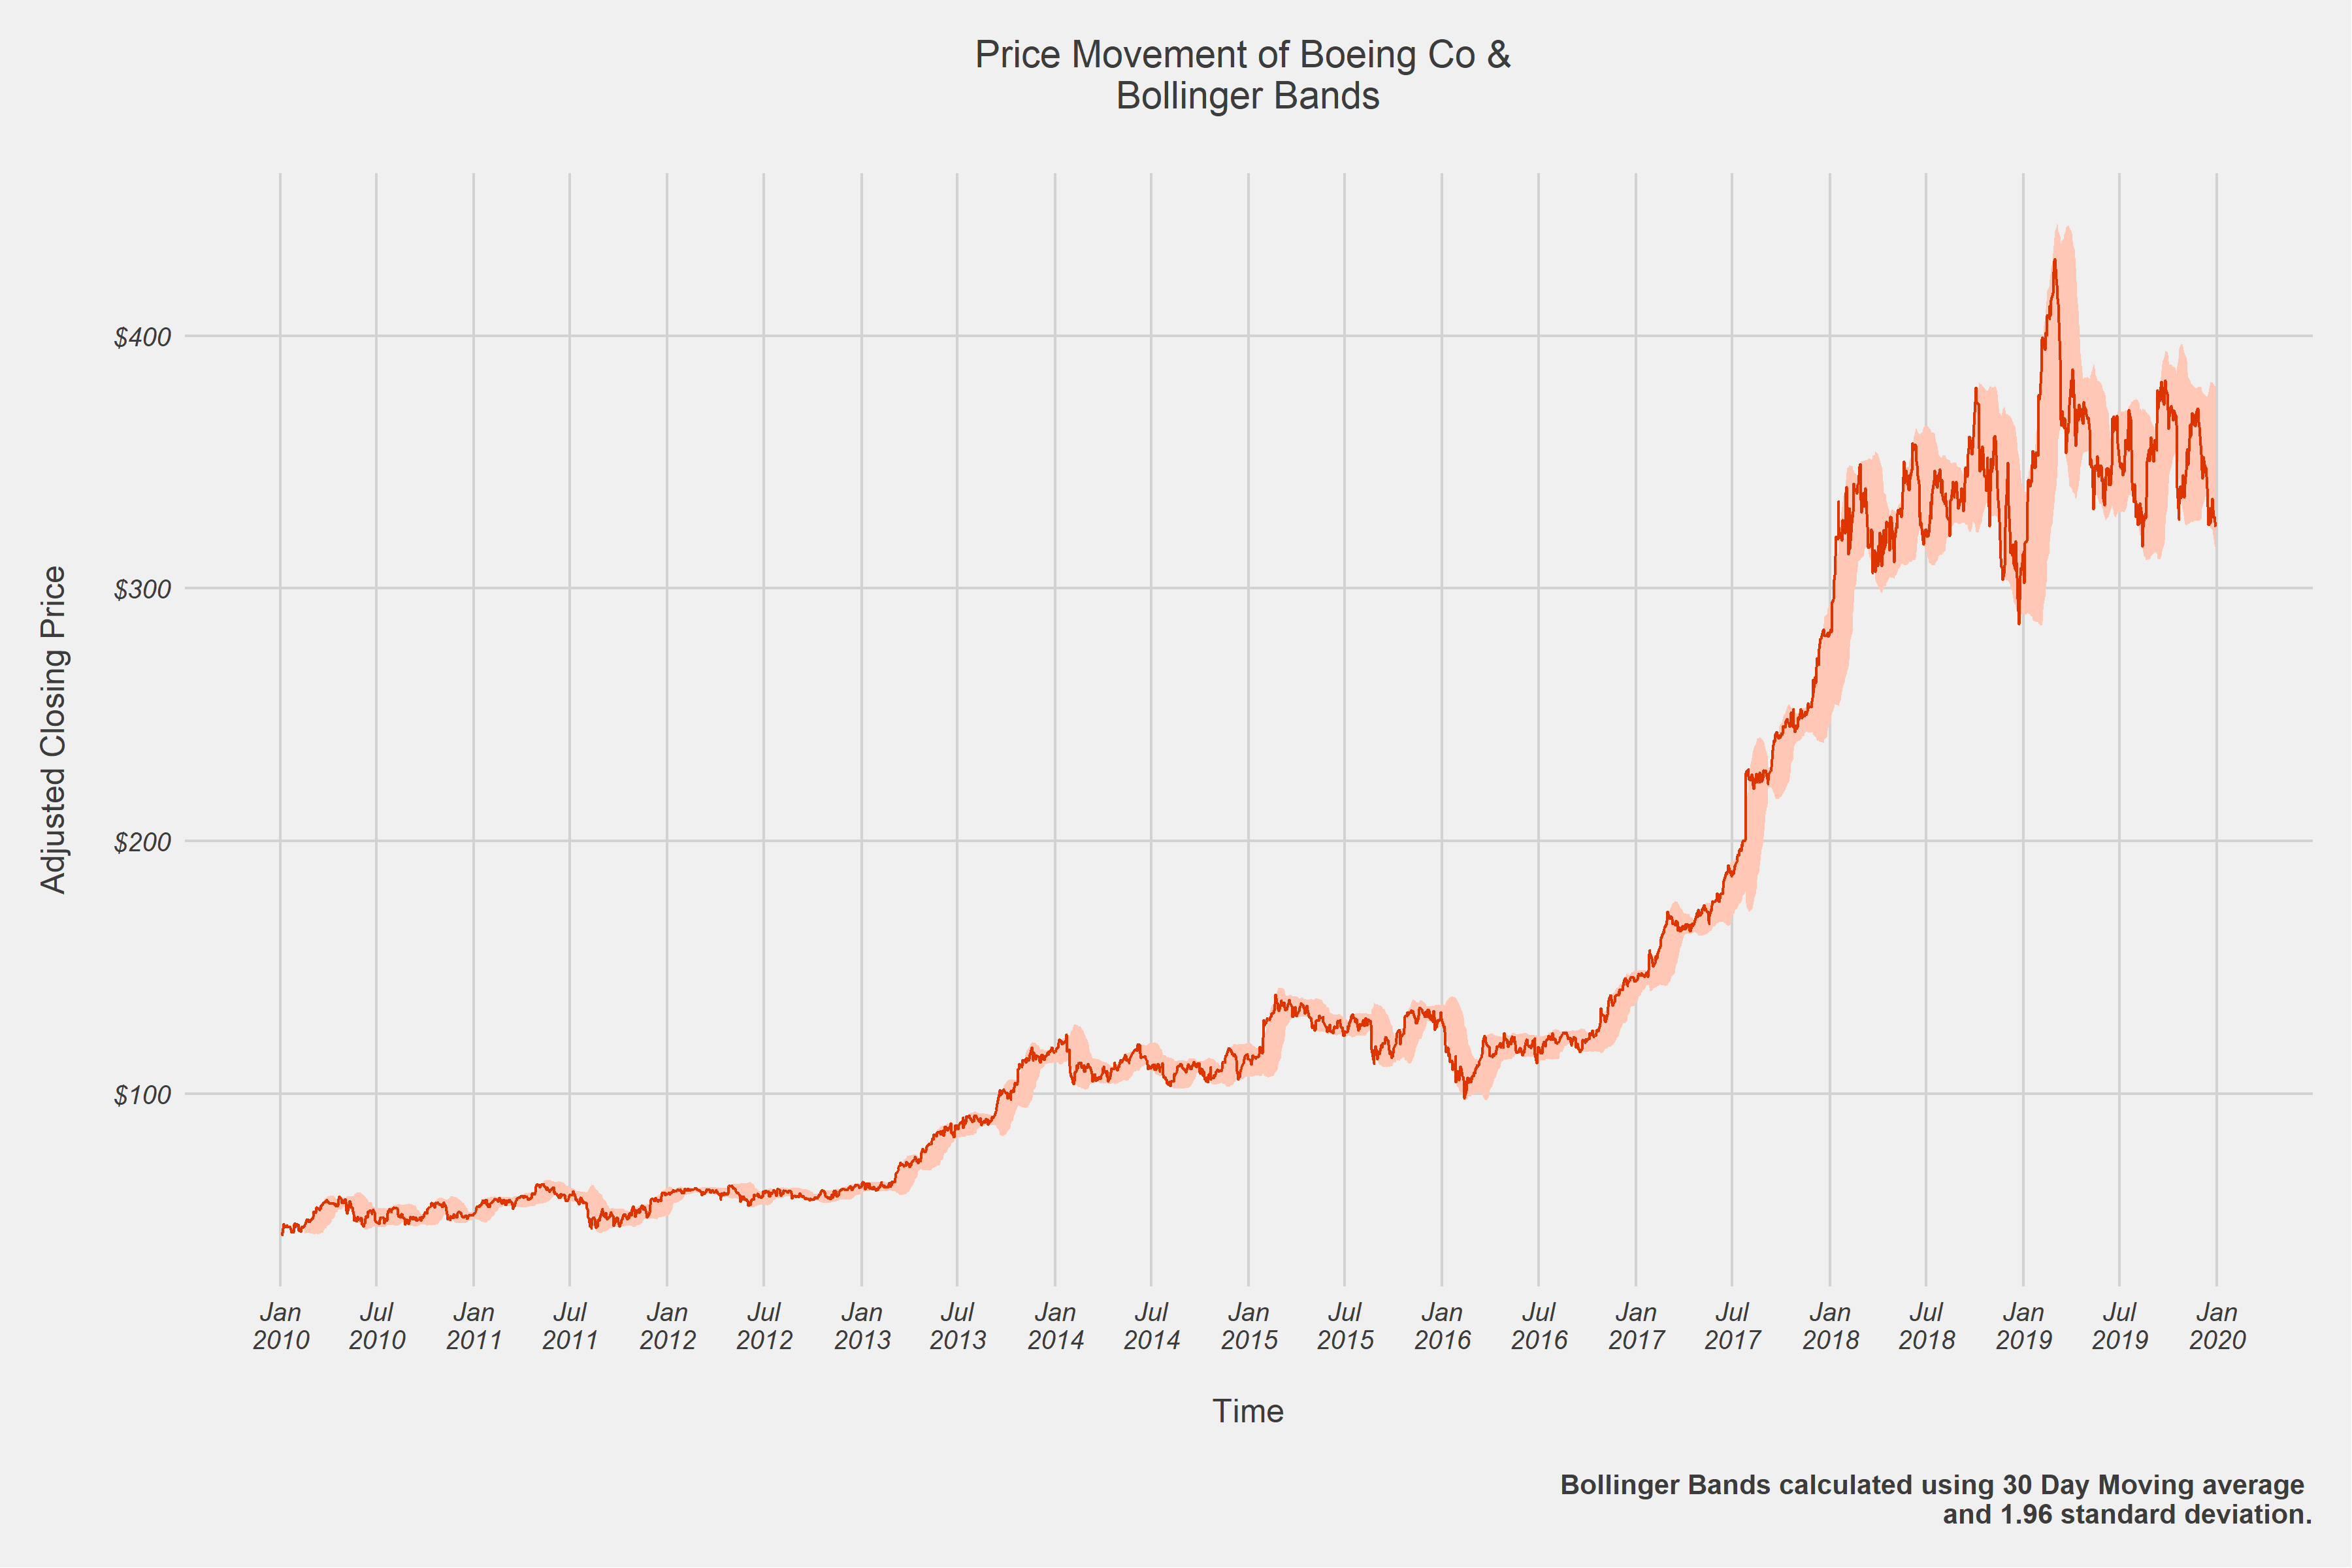 Price Movement of Boeing Co &
Bollinger Bands
Adjusted Closing Price
$400
$300
$200
$100
Jan Jul Jan Jul Jan Jul Jan Jul Jan Jul Jan Jul Jan Jul Jan Jul Jan Jul Jan Jul Jan
2010 2010 2011 2011 2012 2012 2013 2013 2014 2014 2015 2015 2016 2016 2017 2017 2018 2018 2019 2019 2020
Time
Bollinger Bands calculated using 30 Day Moving average
and 1.96 standard deviation.